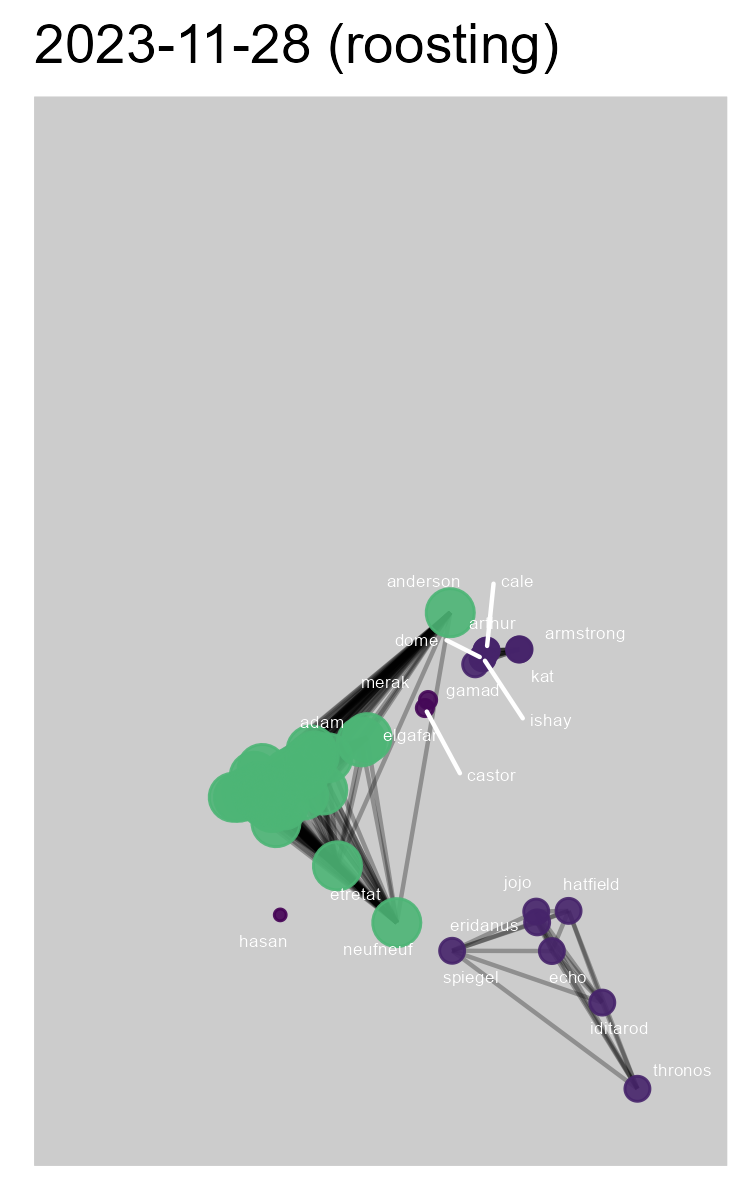 2023-11-28 (roosting)
anderson
cale
arthur
armstrong
dome
kat
merak
gamad
ishay
adam
elgafar
castor
jojo
hatfield
etretat
eridanus
hasan
neufneuf
spiegel
echo
iditarod
thronos